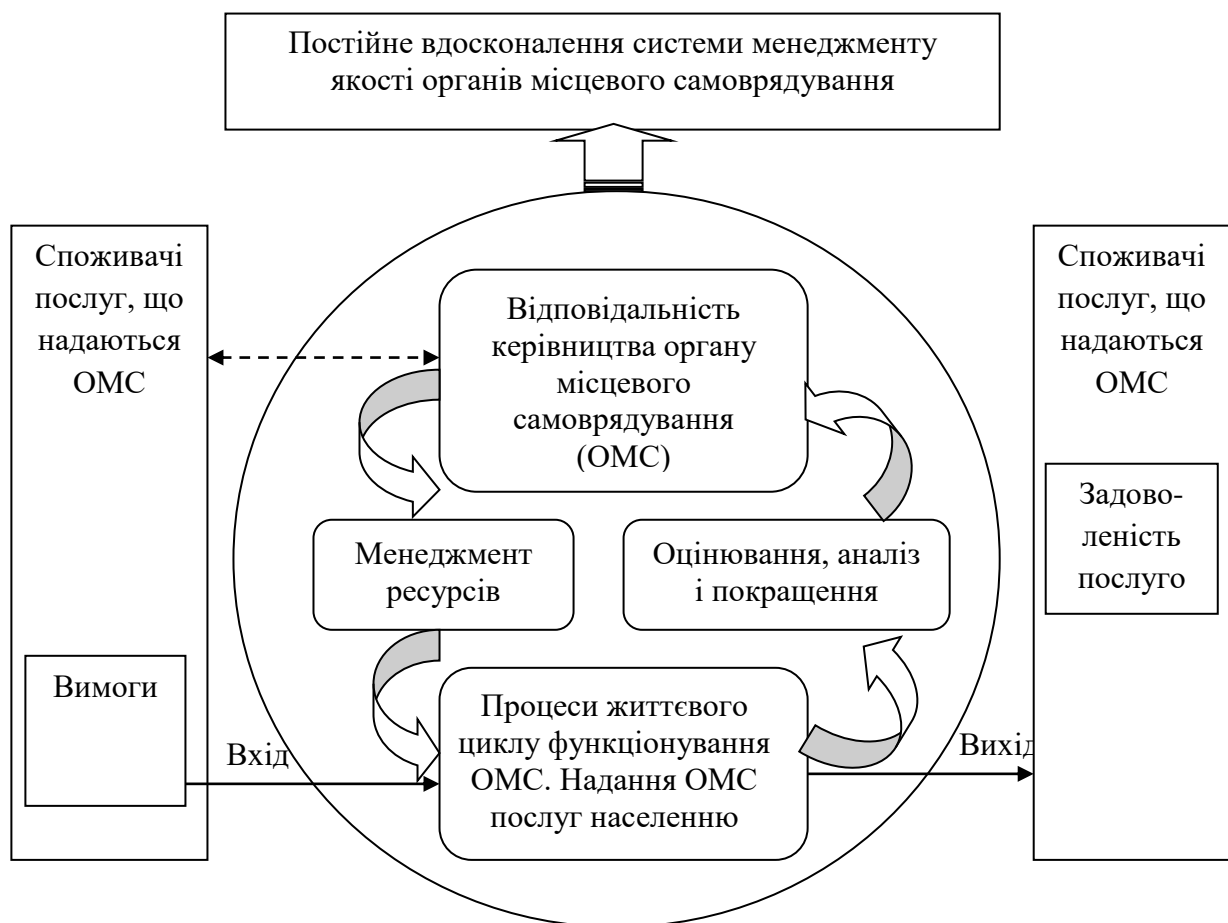 Постійне вдосконалення системи менеджменту
якості органів місцевого самоврядування
Споживачі
послуг, що
надаються
ОМС
Вимоги
Вхід
Відповідальність
керівництва органу
місцевого
самоврядування
(ОМС)
Менеджмент
ресурсів
Оцінювання, аналіз
і покращення
Процеси життєвого
циклу функціонування
ОМС. Надання ОМС
послуг населенню
Вихід
Споживачі
послуг, що
надаються
ОМС
Задово-
леність
послуго